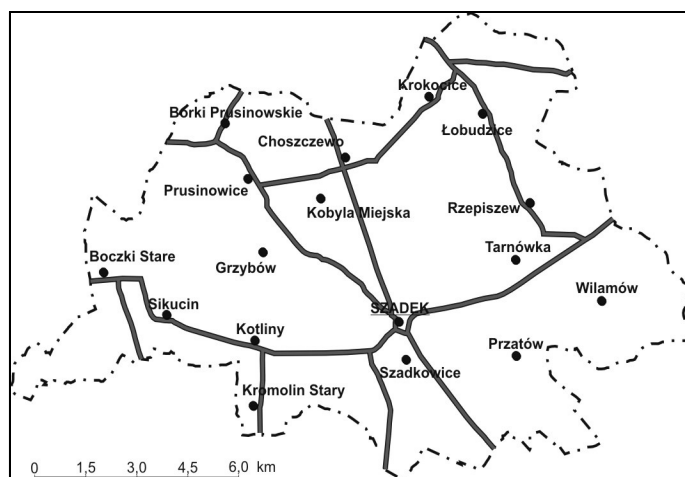 Krokocice
Borki Prusinowskie
Łobudzice
Choszczewo
Prusinowice
Kobyla Miejska
Rzepiszew
Tarnówka
Boczki Stare
Grzybów
Wilamów
Sikucin
SZADEK
Kotliny
Przatów
Szadkowice
Kromolin Stary
0 1,5 3,0 4,5 6,0 km